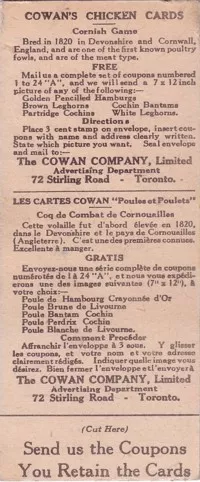 COWAN'S CHICKEN CARDS
Cornish Game
Bred in 1820 in Devonshire and Cornwall,
England, and are one of the first known poultry
fowls, and are of the meat type.
FREE
Mail us a complete set of coupons numbered
1 to 24 "A", and we will send a 7 x 12 inch
picture of any of the following:—
Golden Pencilled Hamburgs
Brown Leghorns Cochin Bantams
Partridge Cochins White Leghorns.
Directions
Place 3 cent stamp on envelope, insert cou-
pons with name and address clearly written.
State which picture you want. Seal envelope
and mail to:—
The COWAN COMPANY, Limited
Advertising Department
72 Stirling Road - Toronto.
LES CARTES COWAN "Poules et Poulets"
Coq de Combat de Cornouilles
Cette volaille fut d'abord élevée en 1820,
dans le Devonshire et le pays de Cornouilles
(Angleterre). C'est une des premières connues.
Excellente à manger.
GRATIS
Envoyez-nous une série complète de coupons
numérotés de 1 à 24 "A", et nous vous expédi-
erons une des images suivantes (7" x 12"), à
votre choix:—
Poule de Hambourg Crayonnée d'Or
Poule Brune de Livourne
Poule Bantam Cochin
Poule Perdrix Cochin
Poule Blanche de Livourne.
Comment Procéder
Affranchir l'enveloppe à 3 sous. Y glisser
les coupons, et votre nom et votre adresse
clairement rédigés. Indiquer quelle image vous
désirez. Bien fermer l'enveloppe et l'envoyer à
The COWAN COMPANY, Limited
Advertising Department
72 Stirling Road - Toronto.
(Cut Here)
Send us the Coupons
You Retain the Cards